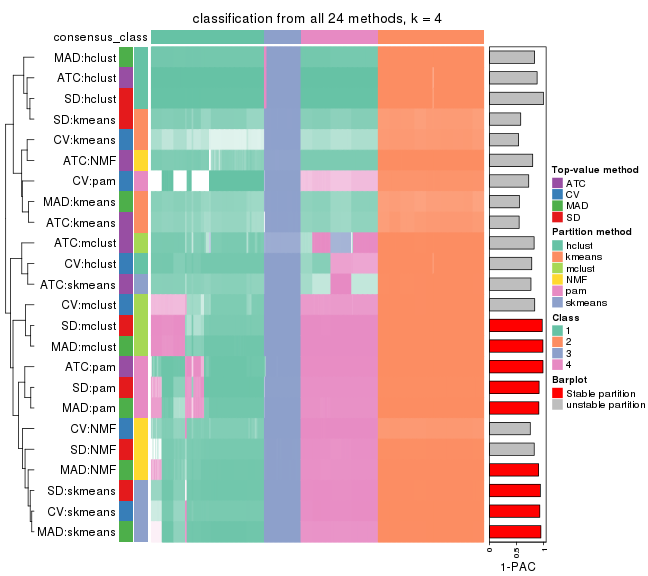 classification from all 24 methods, k = 4
consensus_class
MAD:hclust
ATC:hclust
SD:hclust
SD:kmeans
CV:kmeans
ATC:NMF
CV:pam
MAD:kmeans
ATC:kmeans
ATC:mclust
CV:hclust
ATC:skmeans
CV:mclust
SD:mclust
MAD:mclust
ATC:pam
SD:pam
MAD:pam
CV:NMF
SD:NMF
MAD:NMF
SD:skmeans
CV:skmeans
MAD:skmeans
0
0.5
1
1-PAC
Top-value method
ATC
CV
MAD
SD
Partition method
hclust
kmeans
mclust
NMF
pam
skmeans
Class
1
2
3
4
Barplot
Stable partition
unstable partition